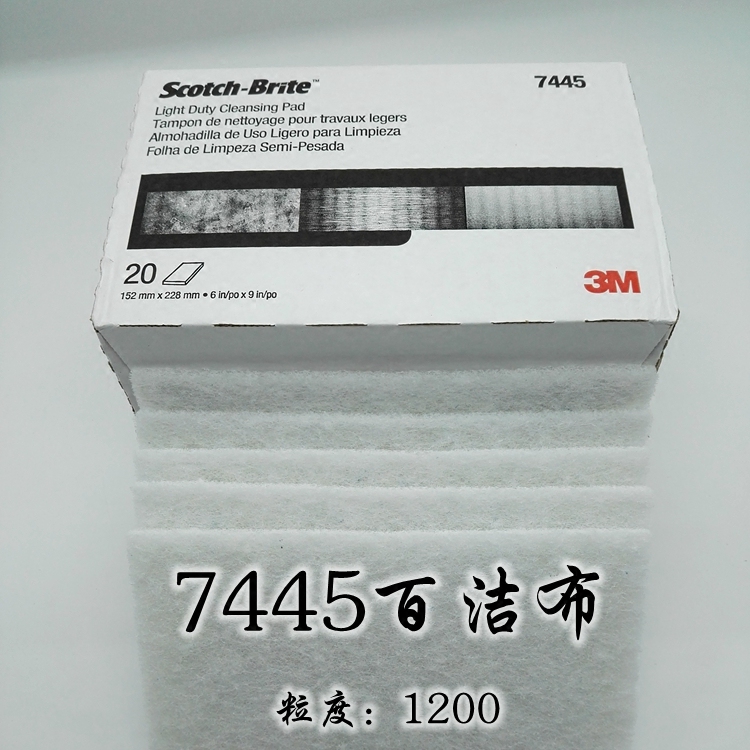 Scotch-Brite™
7445
Light Duty Cleansing Pad
Tampon de nettoyage pour travaux legers
Almohadilla de Uso Ligero para Limpieza
Folha de Limpeza Semi-Pesada
20
152 mm x 228 mm • 6 in/po x 9 in/po
3M
7445百洁布
粒度：1200